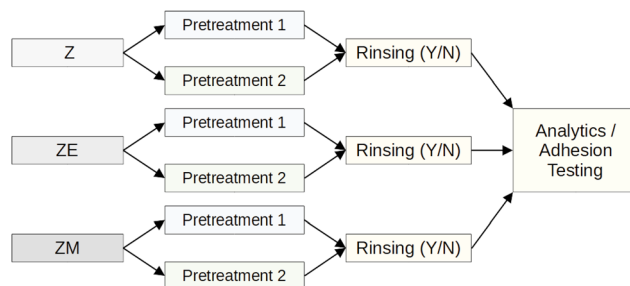 Pretreatment 1
Z
Rinsing (Y/N)
Pretreatment 2
Pretreatment 1
ZE
Rinsing (Y/N)
Pretreatment 2
Analytics /
Adhesion
Testing
Pretreatment 1
ZM
Rinsing (Y/N)
Pretreatment 2